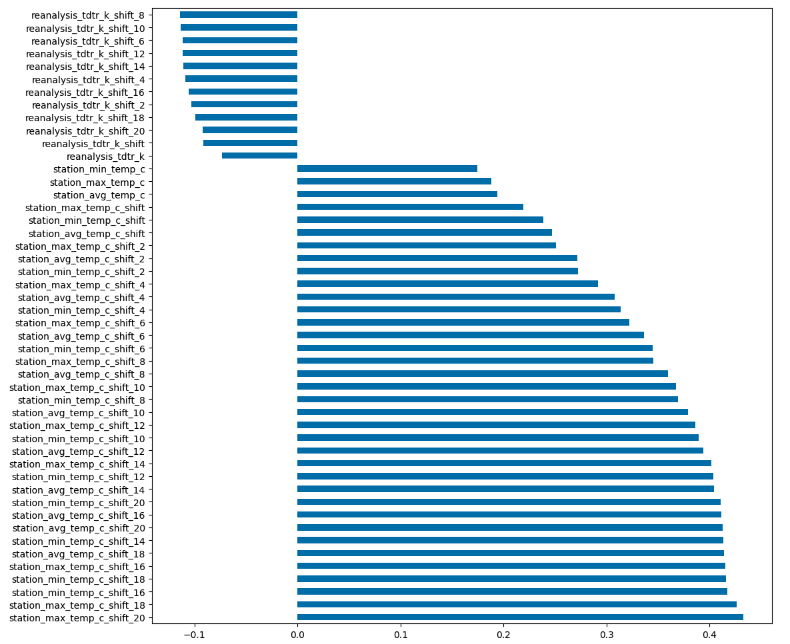 reanalysis_tdtr_k_shift_8
reanalysis_tdtr_k_shift_10
reanalysis_tdtr_k_shift_6
reanalysis_tdtr_k_shift_12
reanalysis_tdtr_k_shift_14
reanalysis_tdtr_k_shift_4
reanalysis_tdtr_k_shift_16
reanalysis_tdtr_k_shift_2
reanalysis_tdtr_k_shift_18
reanalysis_tdtr_k_shift_20
reanalysis_tdtr_k_shift
reanalysis_tdtr_k
station_min_temp_c
station_max_temp_c
station_avg_temp_c
station_max_temp_c_shift
station_min_temp_c_shift
station_avg_temp_c_shift
station_max_temp_c_shift_2
station_avg_temp_c_shift_2
station_min_temp_c_shift_2
station_max_temp_c_shift_4
station_avg_temp_c_shift_4
station_min_temp_c_shift_4
station_max_temp_c_shift_6
station_avg_temp_c_shift_6
station_min_temp_c_shift_6
station_max_temp_c_shift_8
station_avg_temp_c_shift_8
station_max_temp_c_shift_10
station_min_temp_c_shift_8
station_avg_temp_c_shift_10
station_max_temp_c_shift_12
station_min_temp_c_shift_10
station_avg_temp_c_shift_12
station_max_temp_c_shift_14
station_min_temp_c_shift_12
station_avg_temp_c_shift_14
station_min_temp_c_shift_20
station_avg_temp_c_shift_16
station_avg_temp_c_shift_20
station_min_temp_c_shift_14
station_avg_temp_c_shift_18
station_max_temp_c_shift_16
station_min_temp_c_shift_18
station_min_temp_c_shift_16
station_max_temp_c_shift_18
station_max_temp_c_shift_20
−0.1 0.0 0.1 0.2 0.3 0.4